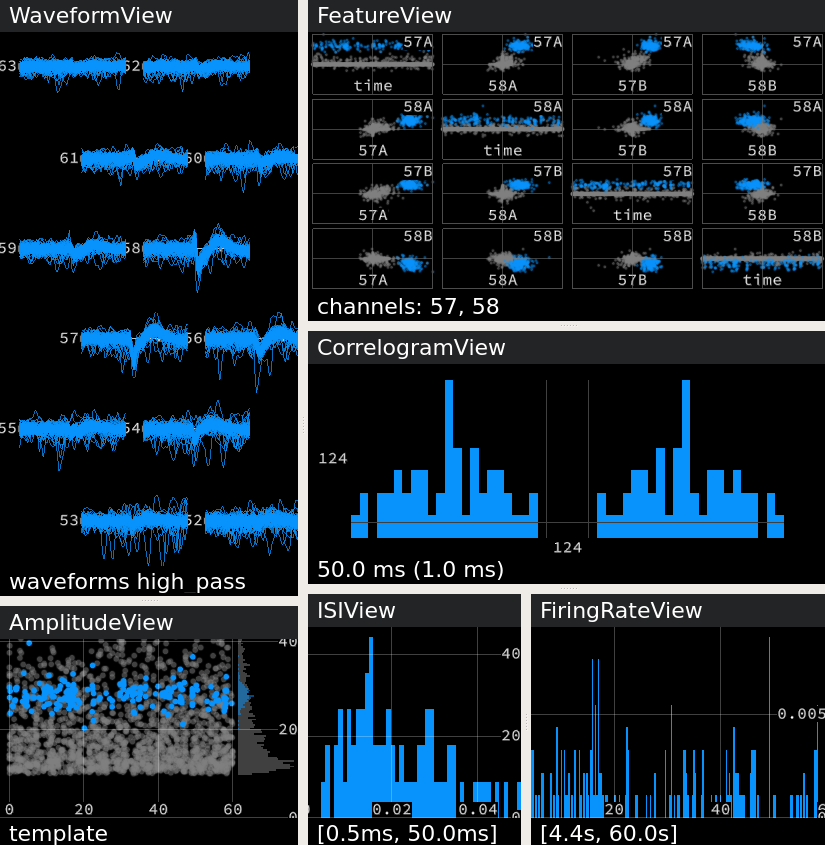 WaveformView
63 62
61 60
59 58
57 56
55 54
53 52
waveforms high_pass
FeatureView
57A 57A 57A 57A
time 58A 57B 58B
58A 58A 58A 58A
57A time 57B 58B
57B 57B 57B 57B
57A 58A time 58B
58B 58B 58B 58B
57A 58A 57B time
channels: 57, 58
CorrelogramView
124
124
50.0 ms (1.0 ms)
AmplitudeView
40
20
0
0 20 40 60
template
ISIView
40
20
0
0.02 0.04
[0.5ms, 50.0ms]
FiringRateView
0.005
20 40
[4.4s, 60.0s]